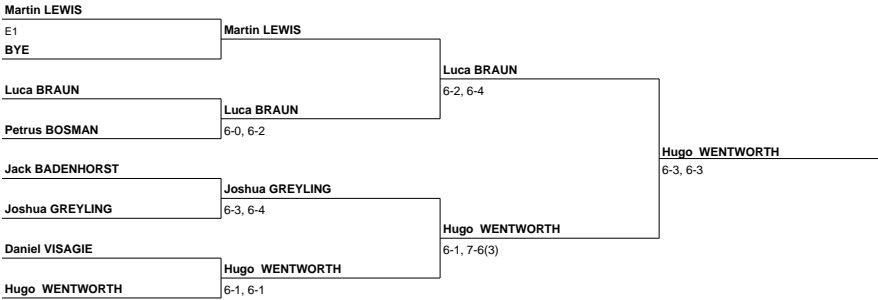 Martin LEWIS
E1
BYE
Martin LEWIS
Luca BRAUN
Petrus BOSMAN
Luca BRAUN
6-0, 6-2
Luca BRAUN
6-2, 6-4
Jack BADENHORST
Joshua GREYLING
Joshua GREYLING
6-3, 6-4
Daniel VISAGIE
Hugo WENTWORTH
Hugo WENTWORTH
6-1, 6-1
Hugo WENTWORTH
6-1, 7-6(3)
Hugo WENTWORTH
6-3, 6-3